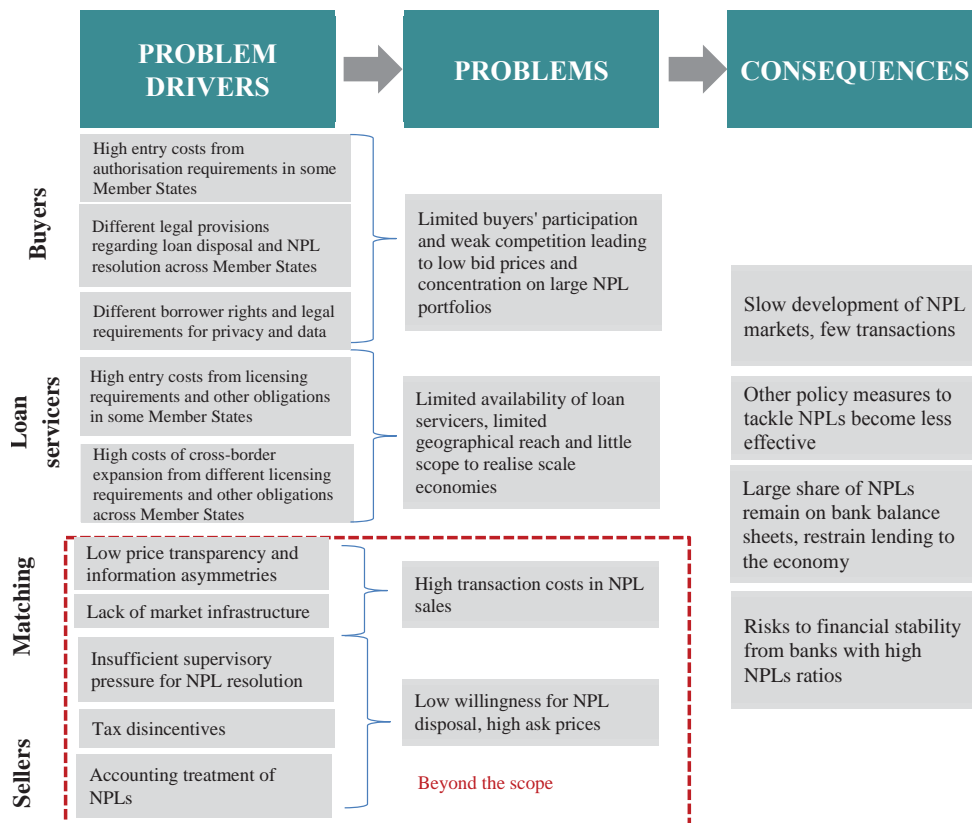 PROBLEM
DRIVERS
PROBLEMS
CONSEQUENCES
Buyers
High entry costs from
authorisation requirements in some
Member States
Different legal provisions
regarding loan disposal and NPL
resolution across Member States
Different borrower rights and legal
requirements for privacy and data
Limited buyers' participation
and weak competition leading
to low bid prices and
concentration on large NPL
portfolios
Loan
servicers
High entry costs from licensing
requirements and other obligations
in some Member States
High costs of cross-border
expansion from different licensing
requirements and other obligations
across Member States
Limited availability of loan
servicers, limited
geographical reach and little
scope to realise scale
economies
Matching
Low price transparency and
information asymmetries
Lack of market infrastructure
High transaction costs in NPL
sales
Sellers
Insufficient supervisory
pressure for NPL resolution
Tax disincentives
Accounting treatment of
NPLs
Low willingness for NPL
disposal, high ask prices
Beyond the scope
Slow development of NPL
markets, few transactions
Other policy measures to
tackle NPLs become less
effective
Large share of NPLs
remain on bank balance
sheets, restrain lending to
the economy
Risks to financial stability
from banks with high
NPLs ratios